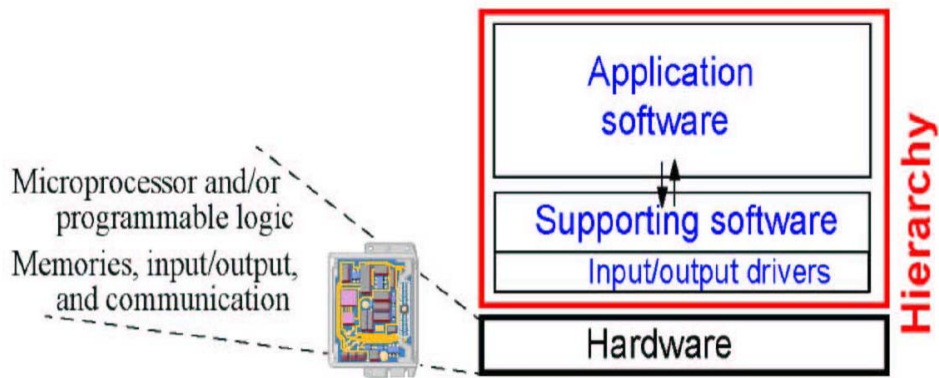 Microprocessor and/or
programmable logic
Memories, input/output,
and communication
Application
software
Supporting software
Input/output drivers
Hardware
Hierarchy